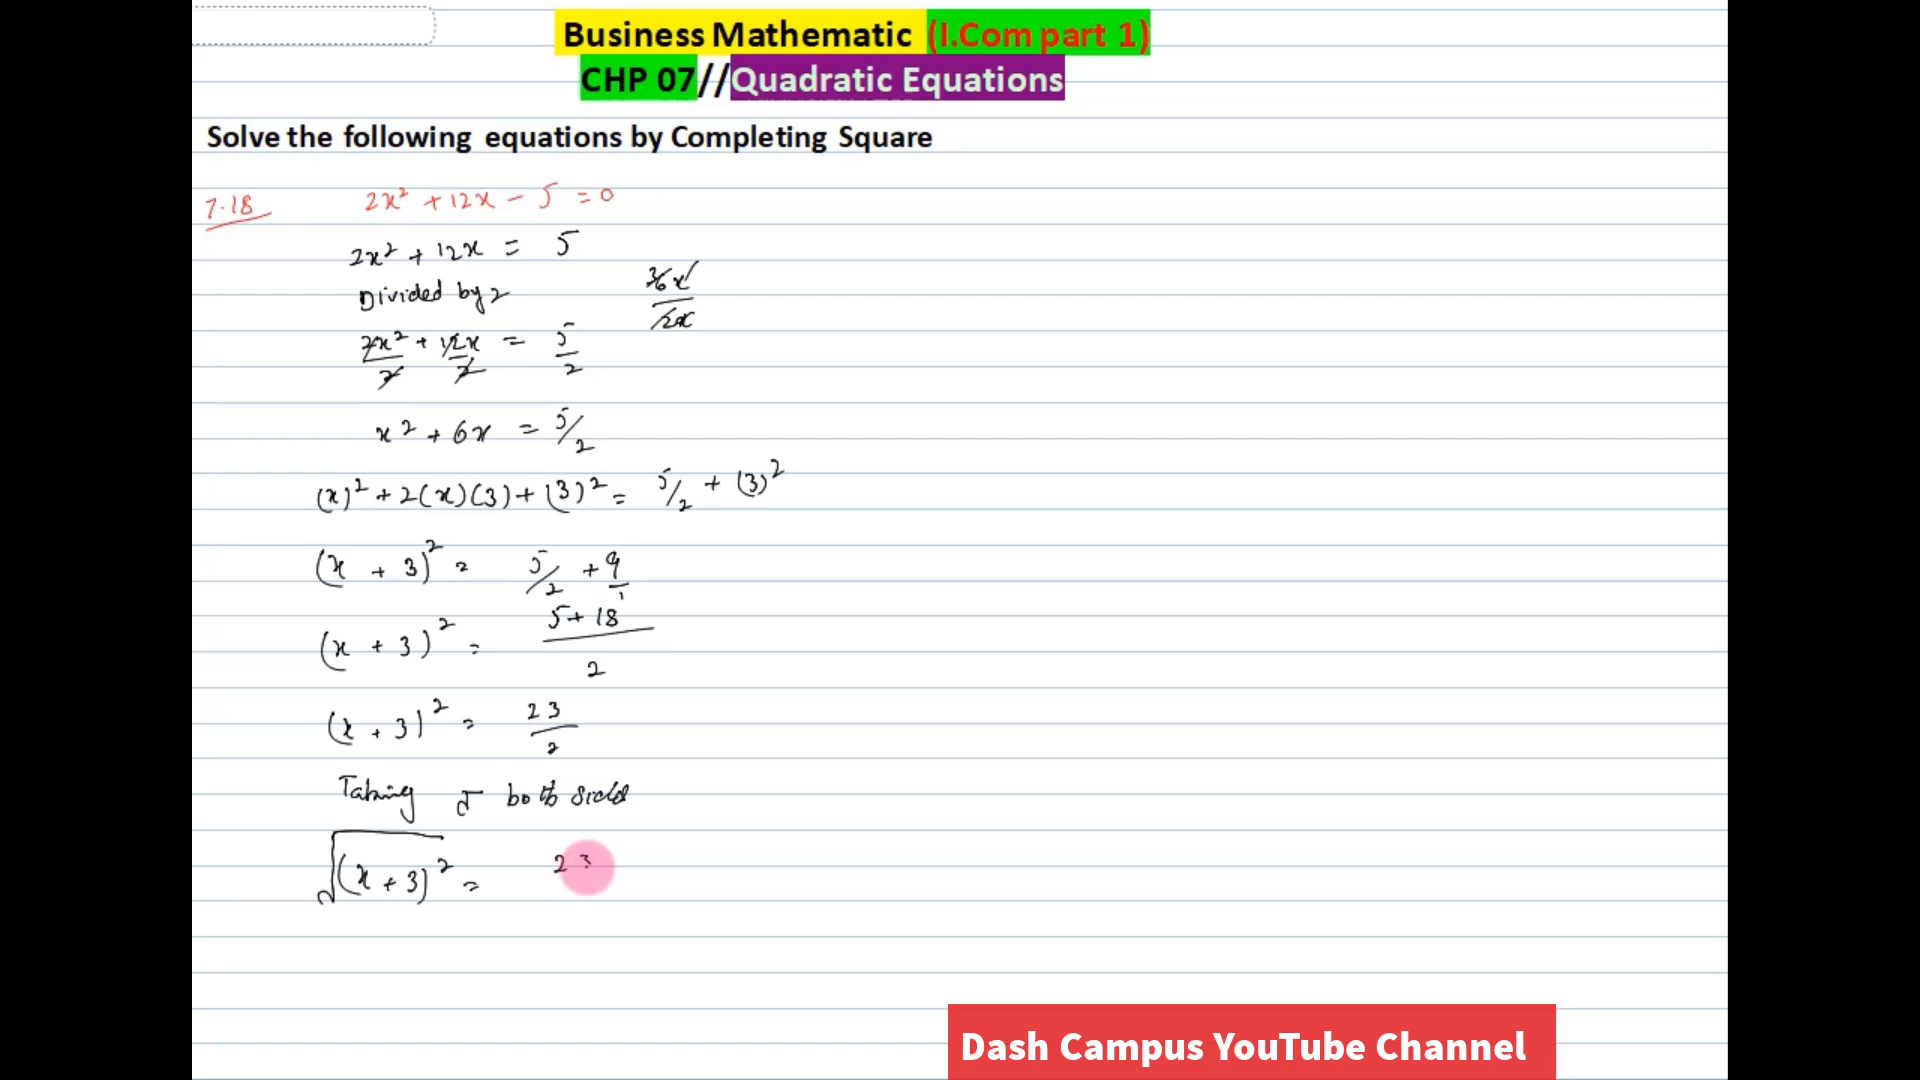 Business Mathematic (I.Com part 1)
CHP 07//Quadratic Equations
Solve the following equations by Completing Square
7.18 2x² + 12x - 5 = 0
2x² + 12x = 5
Divided by 2
6x/2x 3
2x²/2 + 12x/2 = 5/2
x² + 6x = 5/2
(x)² + 2(x)(3) + (3)² = 5/2 + (3)²
(x + 3)² = 5/2 + 9/1
(x + 3)² = 5+18/2
(x + 3)² = 23/2
Taking √ both sides
√(x+3)² = 23
Dash Campus YouTube Channel